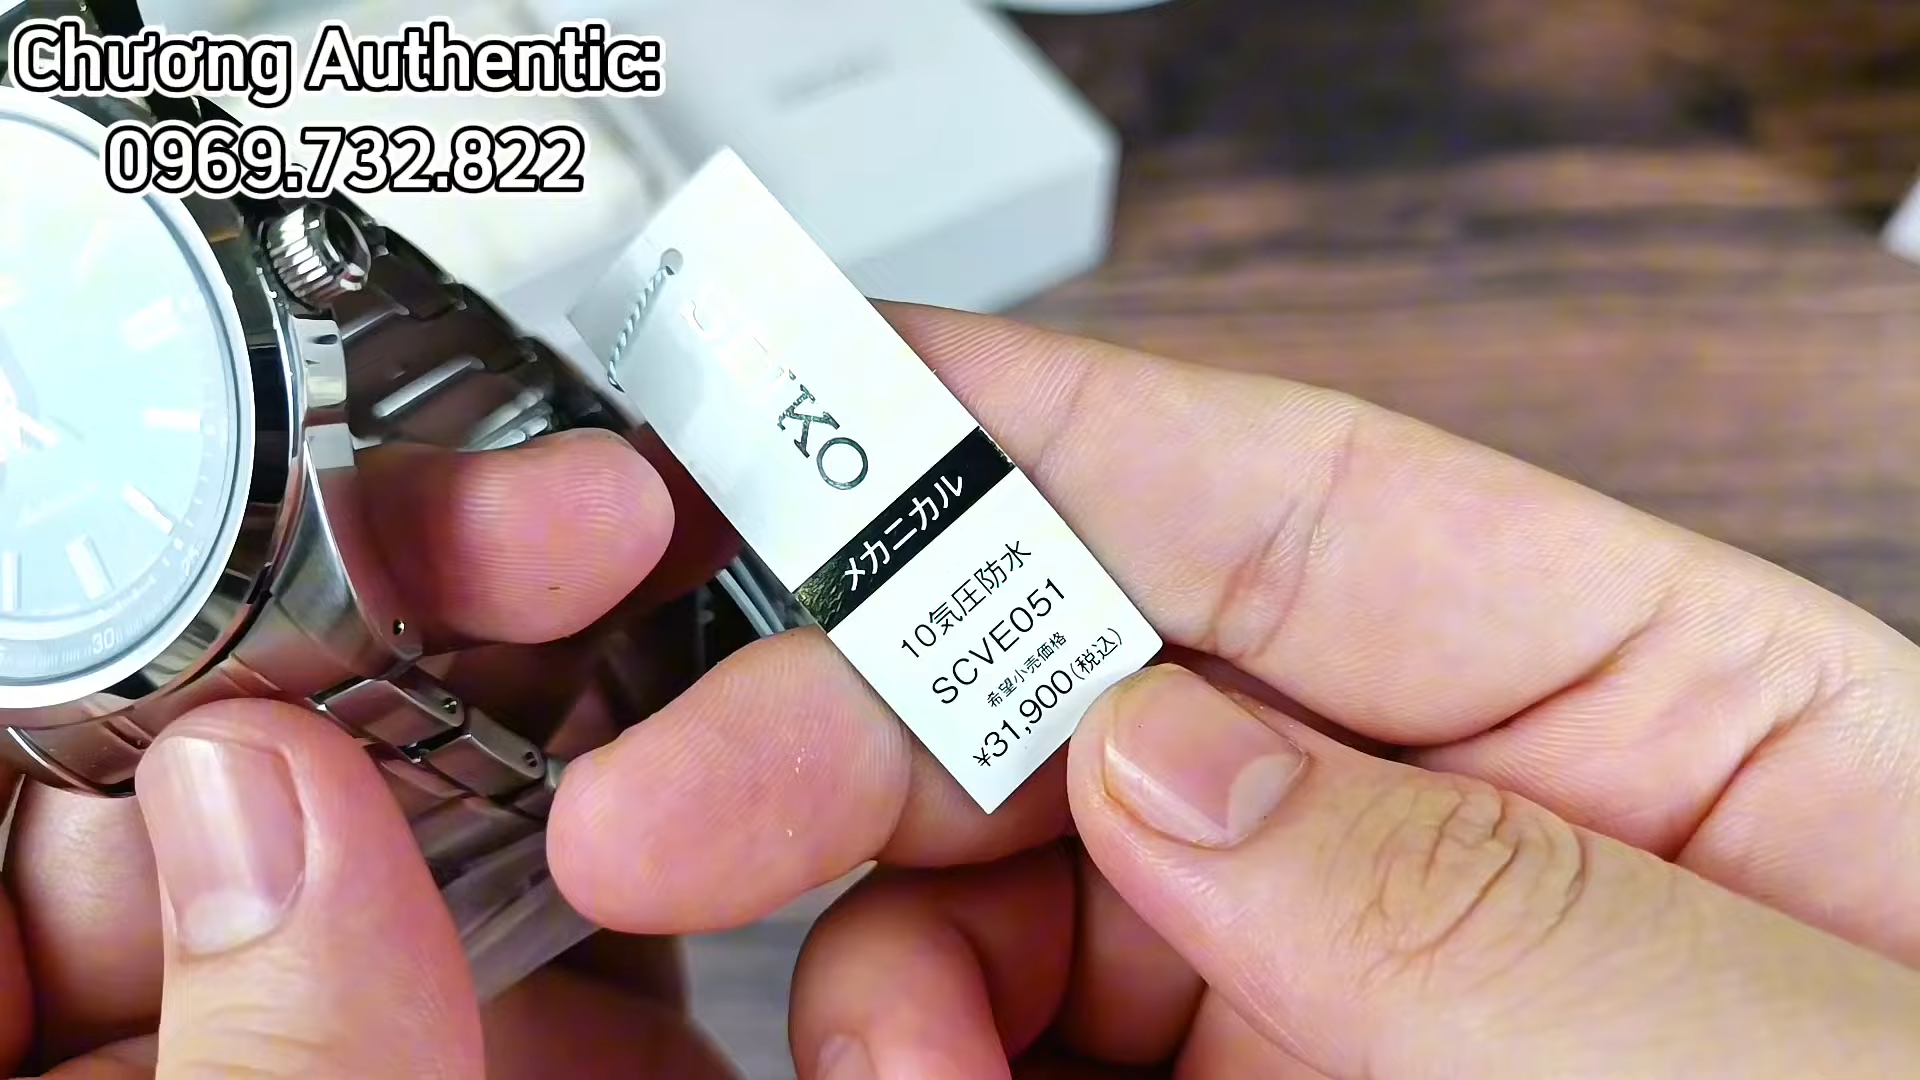 Chương Authentic:
0969.732.822
SEIKO
メカニカル
10気圧防水
SCVE051
希望小売価格
¥31,900(税込)
30